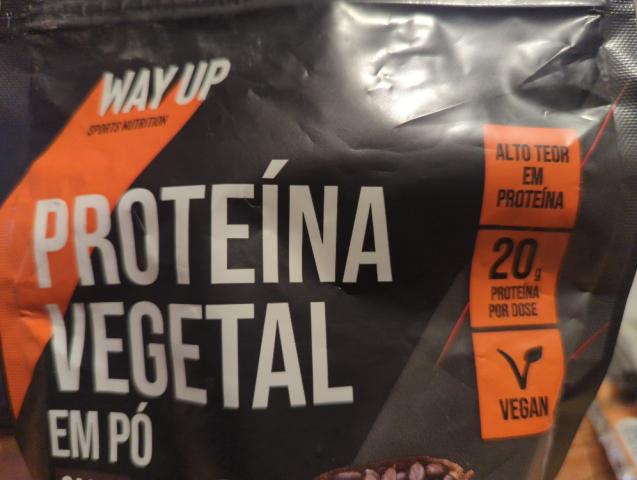 WAY UP
SPORTS NUTRITION
PROTEÍNA
VEGETAL
EM PÓ
ALTO TEOR
EM
PROTEÍNA
20g
PROTEÍNA
POR DOSE
VEGAN